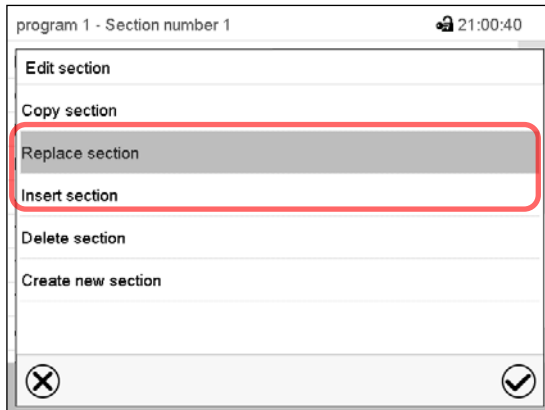 program 1 - Section number 1 21:00:40
Edit section
Copy section
Replace section
Insert section
Delete section
Create new section